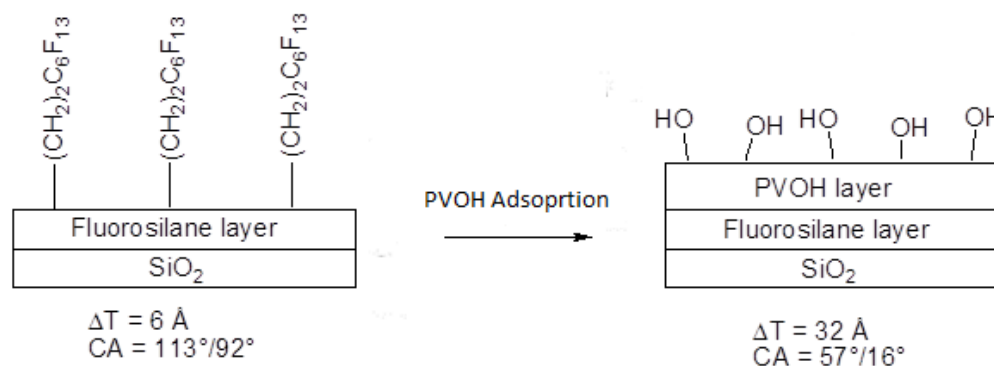 (CH₂)₂C₆F₁₃
(CH₂)₂C₆F₁₃
(CH₂)₂C₆F₁₃
Fluorosilane layer
SiO₂
ΔT = 6 Å
CA = 113°/92°
PVOH Adsoprtion
HO OH HO OH OH
PVOH layer
Fluorosilane layer
SiO₂
ΔT = 32 Å
CA = 57°/16°